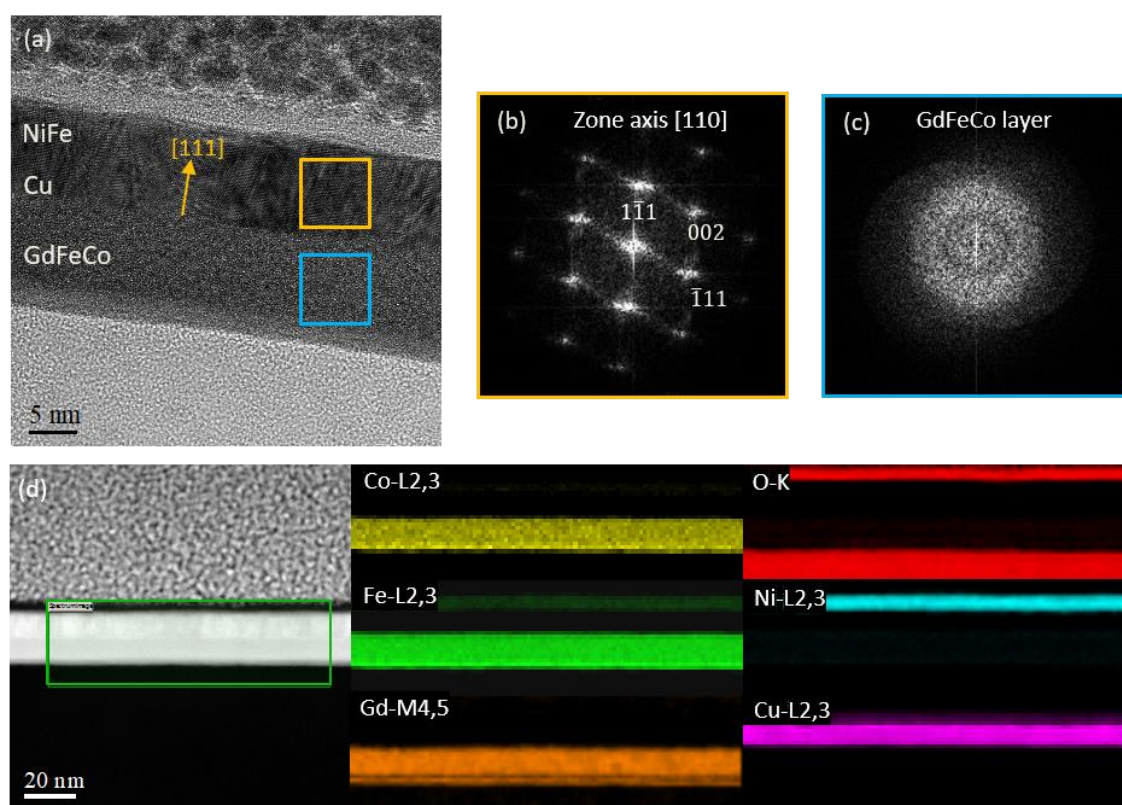 (a)
NiFe
[111]
Cu
GdFeCo
5 nm
(b)
Zone axis [110]
11̅1
002
1̅11
(c)
GdFeCo layer
(d)
20 nm
Co-L2,3
Fe-L2,3
Gd-M4,5
O-K
Ni-L2,3
Cu-L2,3